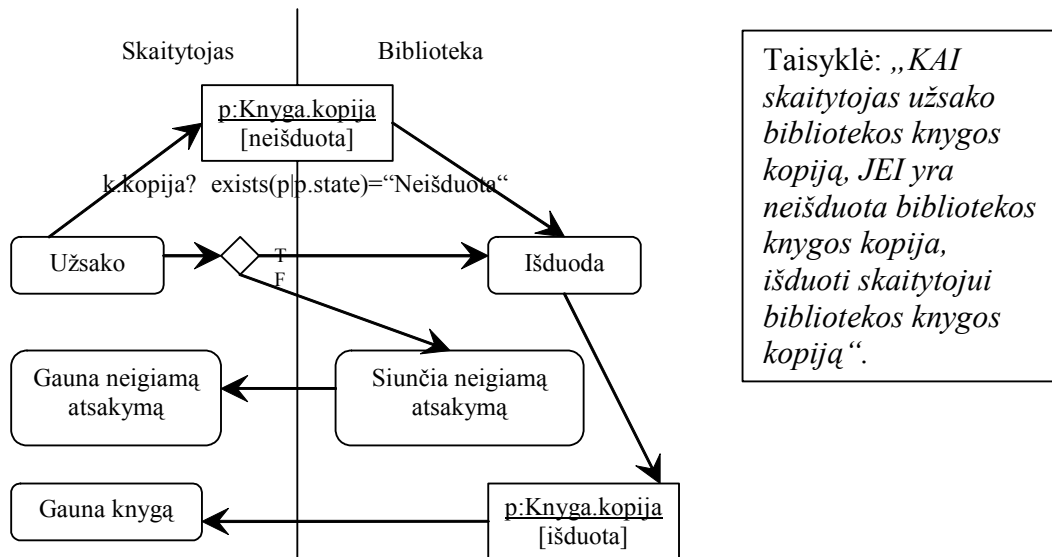 Skaitytojas Biblioteka
p:Knyga.kopija
[neišduota]
k.kopija? exists(p|p.state)=“Neišduota“
Užsako
T
F
Išduoda
Gauna neigiamą
atsakymą
Siunčia neigiamą
atsakymą
Gauna knygą
p:Knyga.kopija
[išduota]
Taisyklė: „KAI
skaitytojas užsako
bibliotekos knygos
kopiją, JEI yra
neišduota bibliotekos
knygos kopija,
išduoti skaitytojui
bibliotekos knygos
kopiją“.